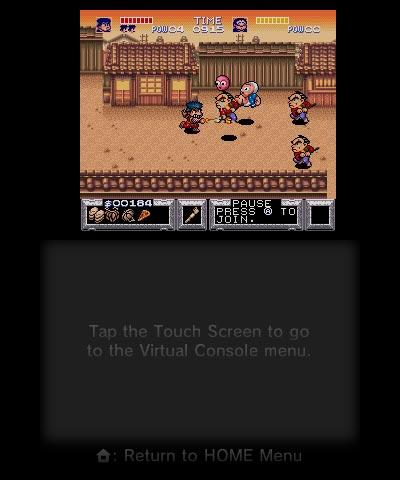 TIME
POW04 0915 POW00
$00184
PAUSE
PRESS Ⓐ TO
JOIN.
Tap the Touch Screen to go
to the Virtual Console menu.
: Return to HOME Menu